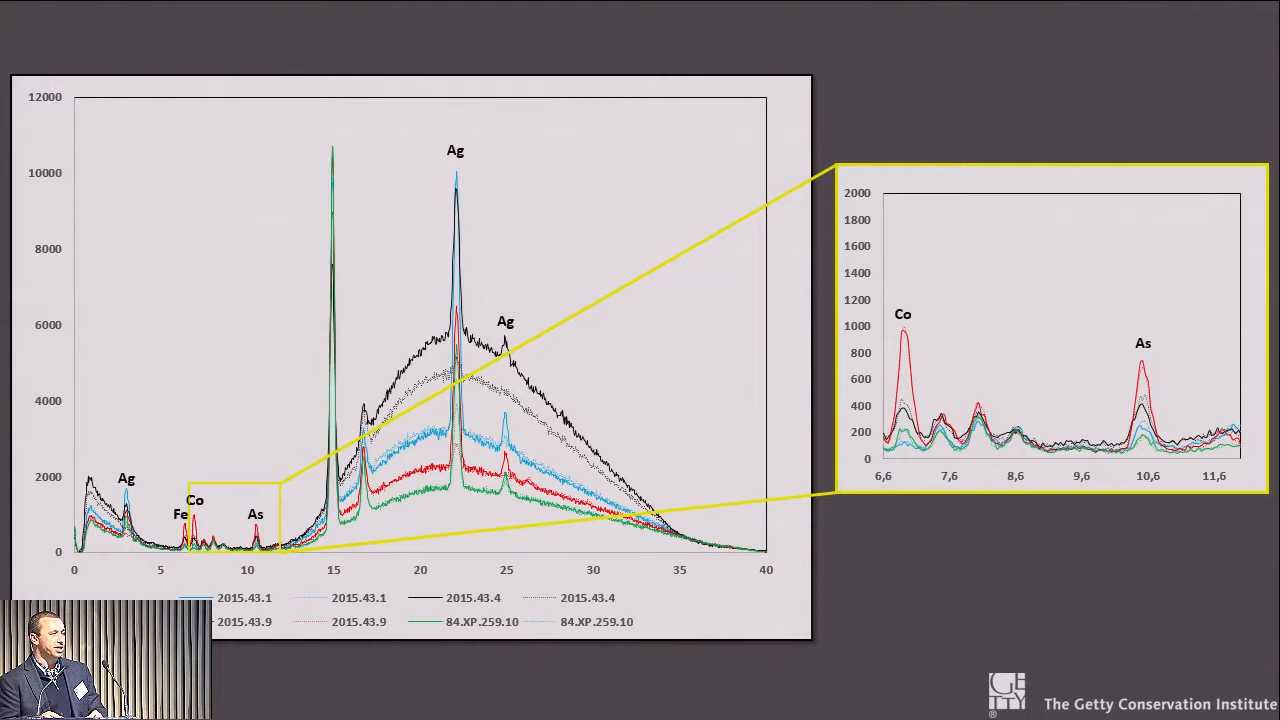 12000
10000
8000
6000
4000
2000
0
Ag
Ag
Ag
Co
Fe
As
0 5 10 15 20 25 30 35 40
2015.43.1 2015.43.1 2015.43.4 2015.43.4
2015.43.9 2015.43.9 84.XP.259.10 84.XP.259.10
2000
1800
1600
1400
1200
1000
800
600
400
200
0
Co
As
6,6 7,6 8,6 9,6 10,6 11,6
GETTY
® The Getty Conservation Institute